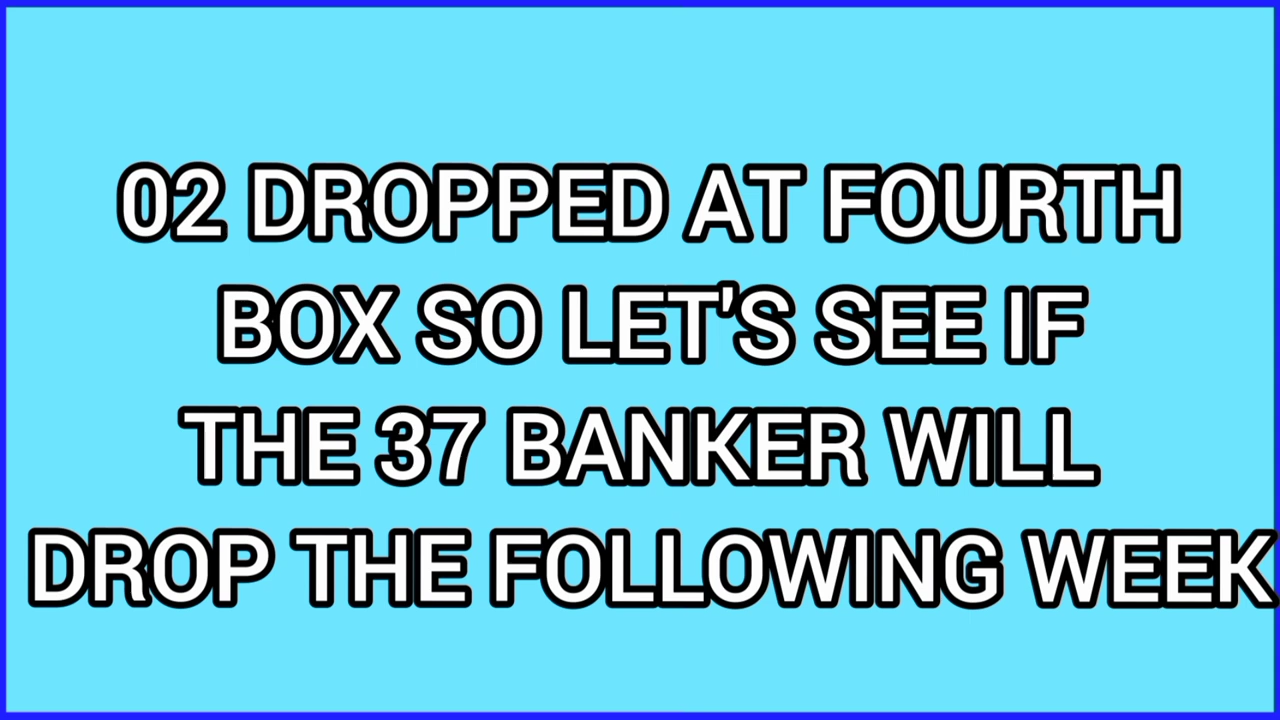 02 DROPPED AT FOURTH
BOX SO LET'S SEE IF
THE 37 BANKER WILL
DROP THE FOLLOWING WEEK